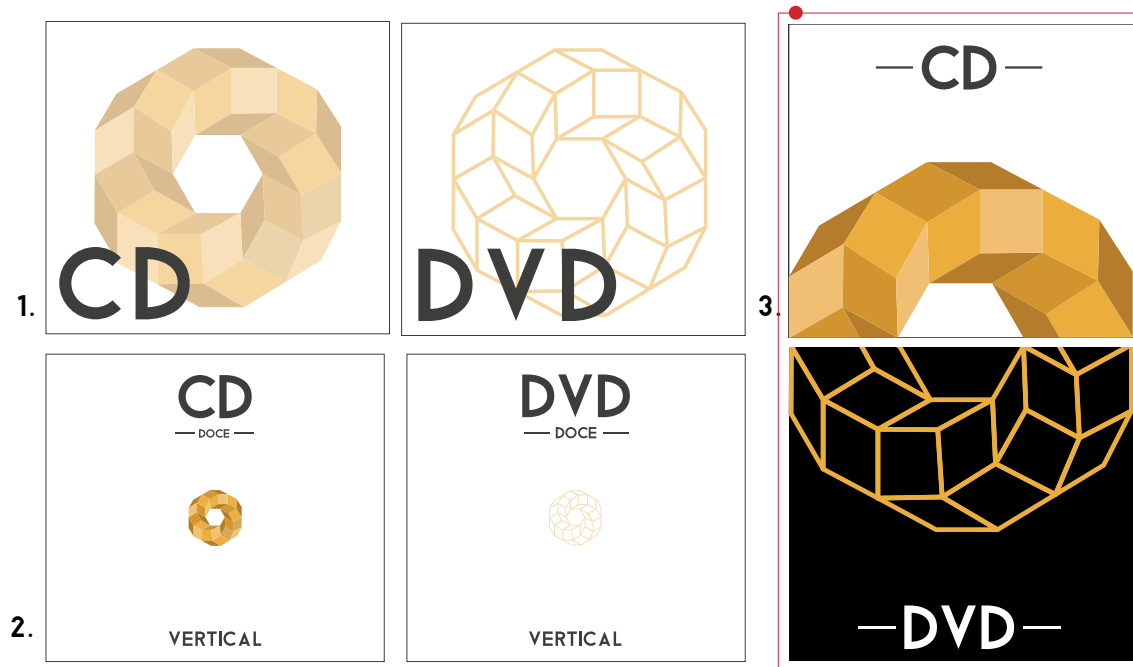 1.
CD
DVD
2.
CD
DOCE
VERTICAL
DVD
DOCE
VERTICAL
3.
CD
DVD